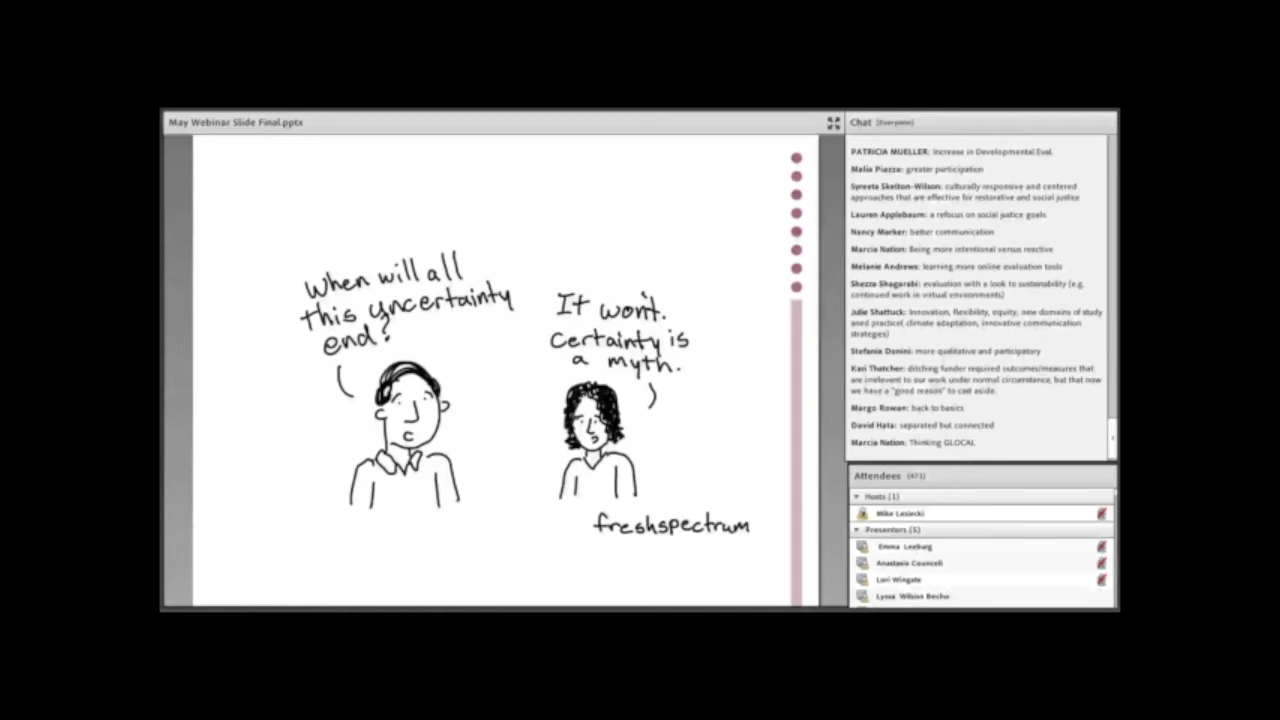 May Webinar Slide Final.pptx
When will all
this uncertainty
end?
It won't.
Certainty is
a myth.
freshspectrum
Chat (Everyone)
PATRICIA MUELLER: Increase in Developmental Eval.
Malia Piazza: greater participation
Syreeta Skelton-Wilson: culturally responsive and centered
approaches that are effective for restorative and social justice
Lauren Applebaum: a refocus on social justice goals
Nancy Marker: better communication
Marcia Nation: Being more intentional versus reactive
Melanie Andrews: learning more online evaluation tools
Shezza Shagarabi: evaluation with a look to sustainability (e.g.
continued work in virtual environments)
Julie Shattuck: Innovation, flexibility, equity, new domains of study
aned practice( climate adaptation, innovative communication
strategies)
Stefania Donini: more qualitative and participatory
Kari Thatcher: ditching funder required outcomes/measures that
are irrelevent to our work under normal circumstance, but that now
we have a "good reason" to cast aside.
Margo Rowan: back to basics
David Hata: separated but connected
Marcia Nation: Thinking GLOCAL
Attendees (471)
Hosts (1)
Mike Lesiecki
Presenters (5)
Emma Leeburg
Anastasia Councell
Lori Wingate
Lyssa Wilson Becho